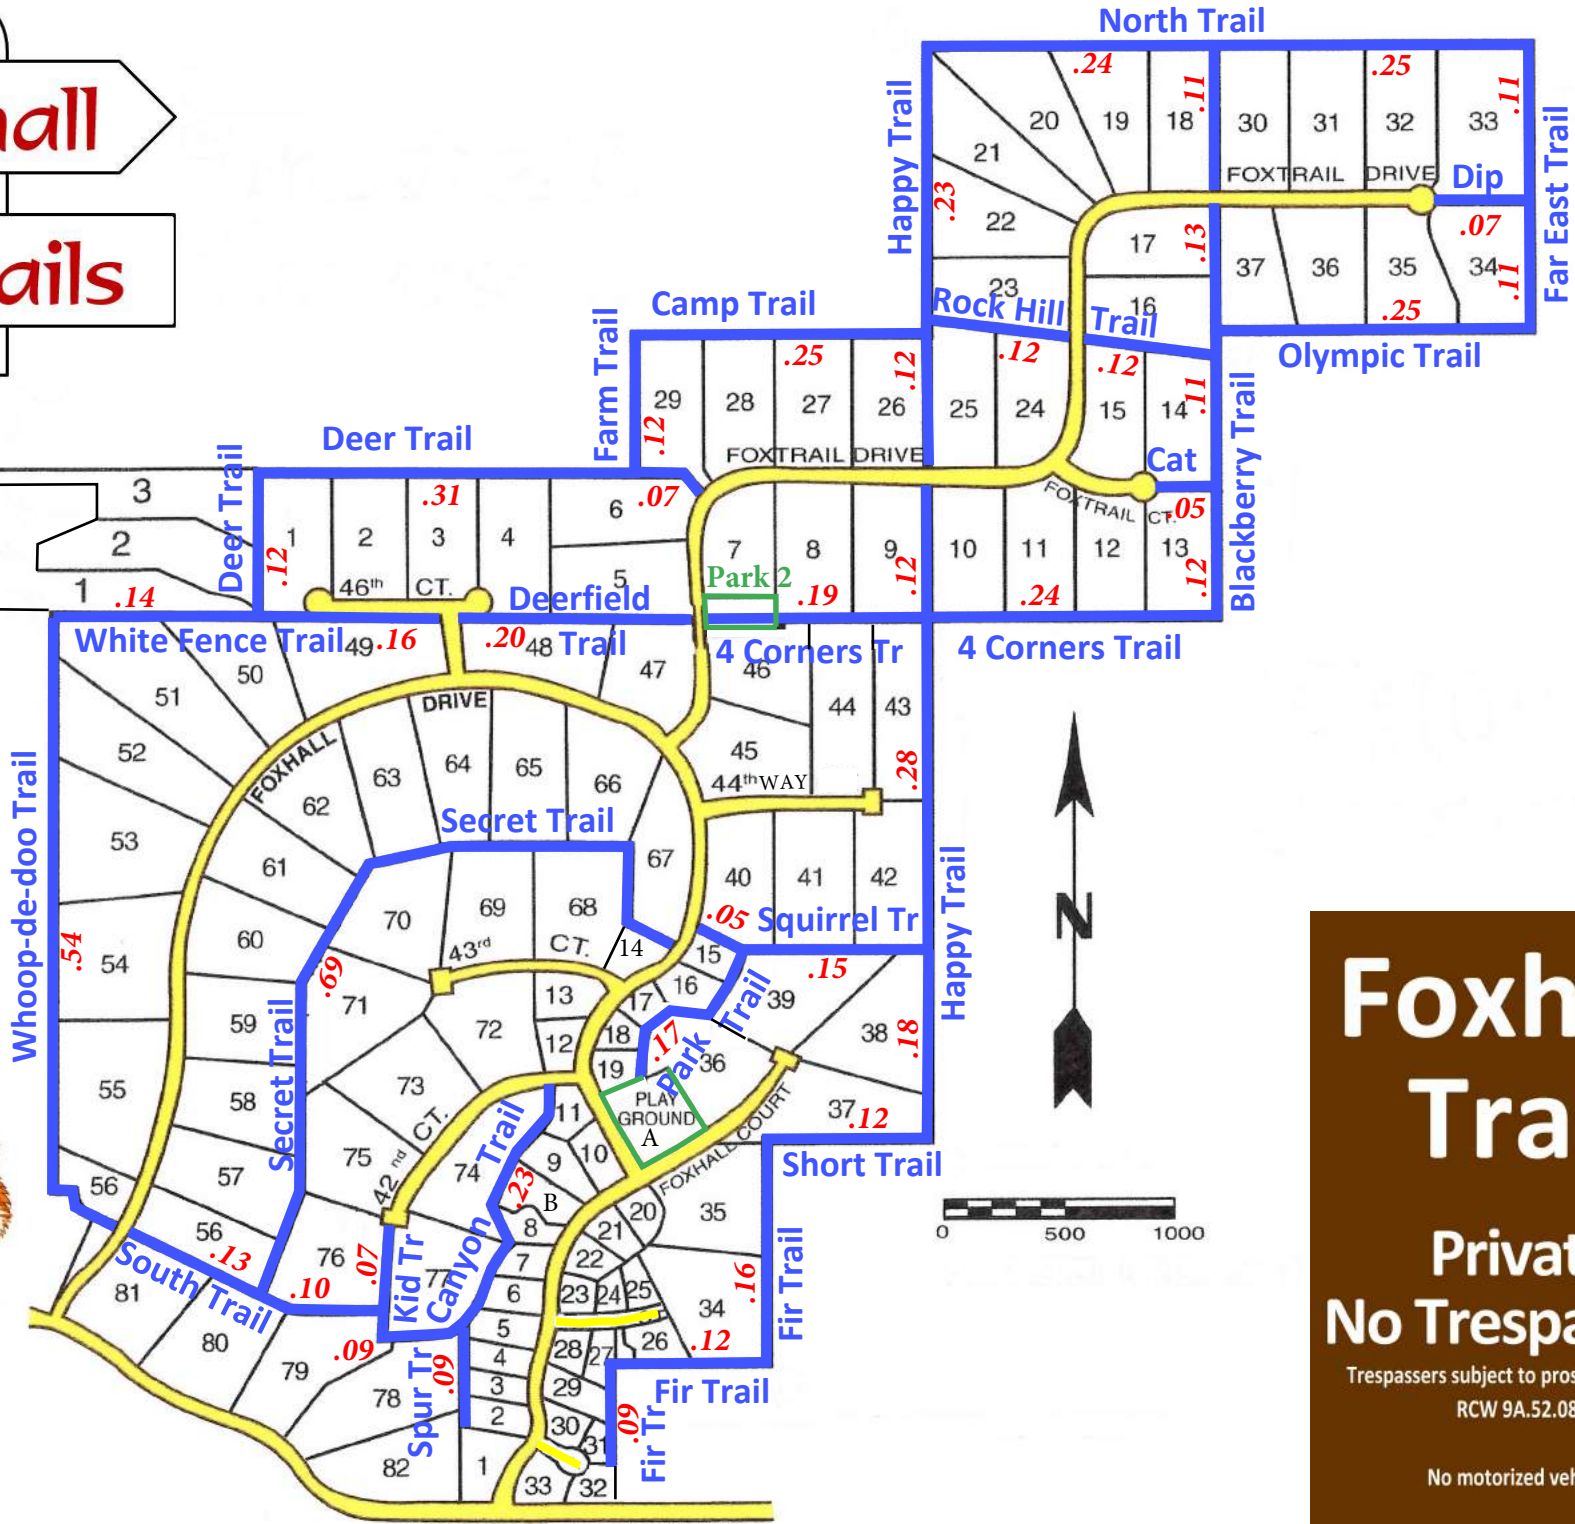 North Trail
.24
.25
.11
.11
Happy Trail
20
19
18
30
31
32
33
21
FOXTRAIL DRIVE
Dip
Far East Trail
.23
22
17
.13
.07
37
36
35
34
.11
23
16
.25
Rock Hill Trail
Olympic Trail
Camp Trail
Farm Trail
.25
.12
.12
.12
.11
29
28
27
26
25
24
15
14
.12
Deer Trail
FOXTRAIL DRIVE
Cat
Blackberry Trail
Deer Trail
3
.31
6
.07
FOXTRAIL CT.
.05
2
1
2
3
4
7
8
9
10
11
12
13
.12
.12
.12
5
Park 2
1
.14
46th CT.
Deerfield
.19
.24
White Fence Trail
49
.16
.20
48
Trail
4 Corners Tr
4 Corners Trail
50
47
46
51
DRIVE
44
43
52
FOXHALL
63
64
65
66
45
.28
44th WAY
62
Whoop-de-doo Trail
53
Secret Trail
61
67
40
41
42
Happy Trail
70
69
68
.05
Squirrel Tr
60
43rd CT.
14
15
N
.54
54
.69
16
.15
71
13
17
39
Trail
59
72
18
38
.18
12
.17
Secret Trail
19
Park
36
55
58
73
PLAY
GROUND
A
11
37
.12
CT.
Trail
FOXHALL COURT
75
10
Short Trail
57
42nd
74
9
56
.23
B
20
35
0
500
1000
56
8
21
.13
76
.07
Kid Tr
Canyon
7
22
Fir Trail
South Trail
.10
77
6
23
24
25
.16
81
34
80
5
26
.12
.09
28
27
79
4
Spur Tr
.09
3
29
Fir Trail
78
2
30
.09
31
Fir Tr
82
1
33
32
all
ails
Foxh
Tra
Privat
No Trespa
Trespassers subject to pros
RCW 9A.52.08
No motorized veh